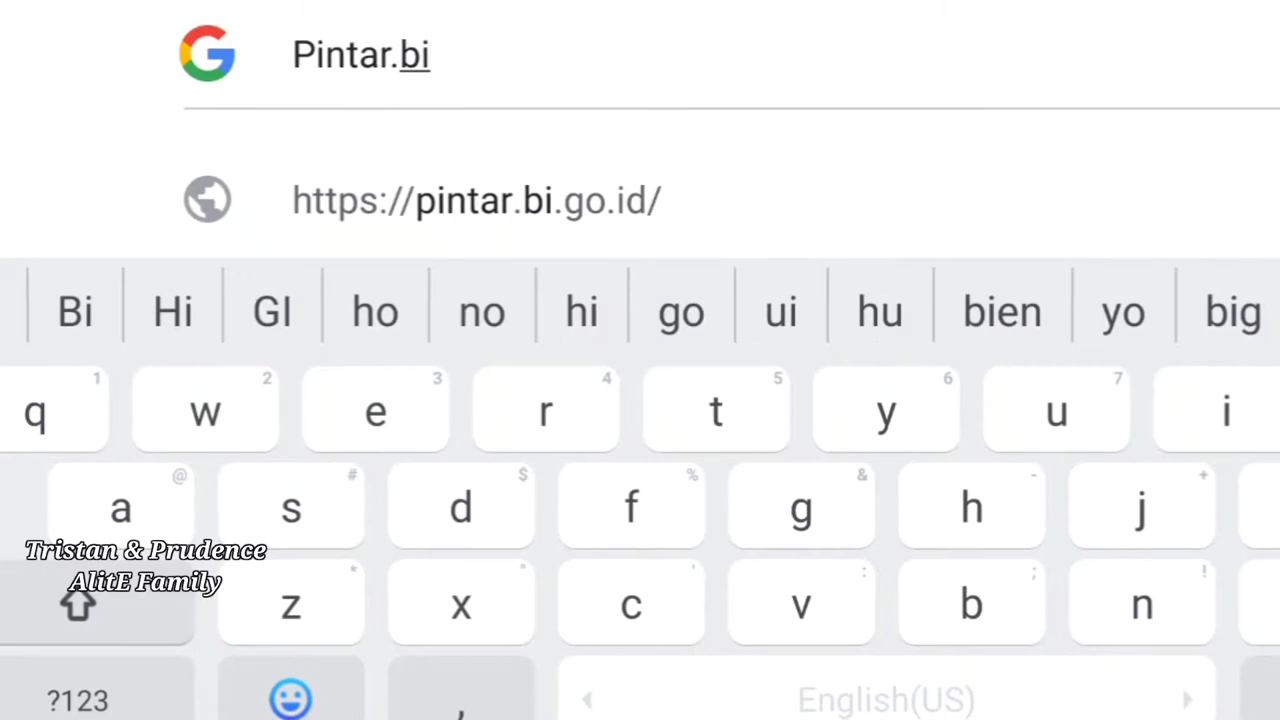 Pintar.bi
https://pintar.bi.go.id/
Bi Hi GI ho no hi go ui hu bien yo big
1 2 3 4 5 6 7
q w e r t y u i
@ # $ % & - +
a s d f g h j
Tristan & Prudence
AlitE Family
* " ' : ; !
z x c v b n
?123 , English(US)